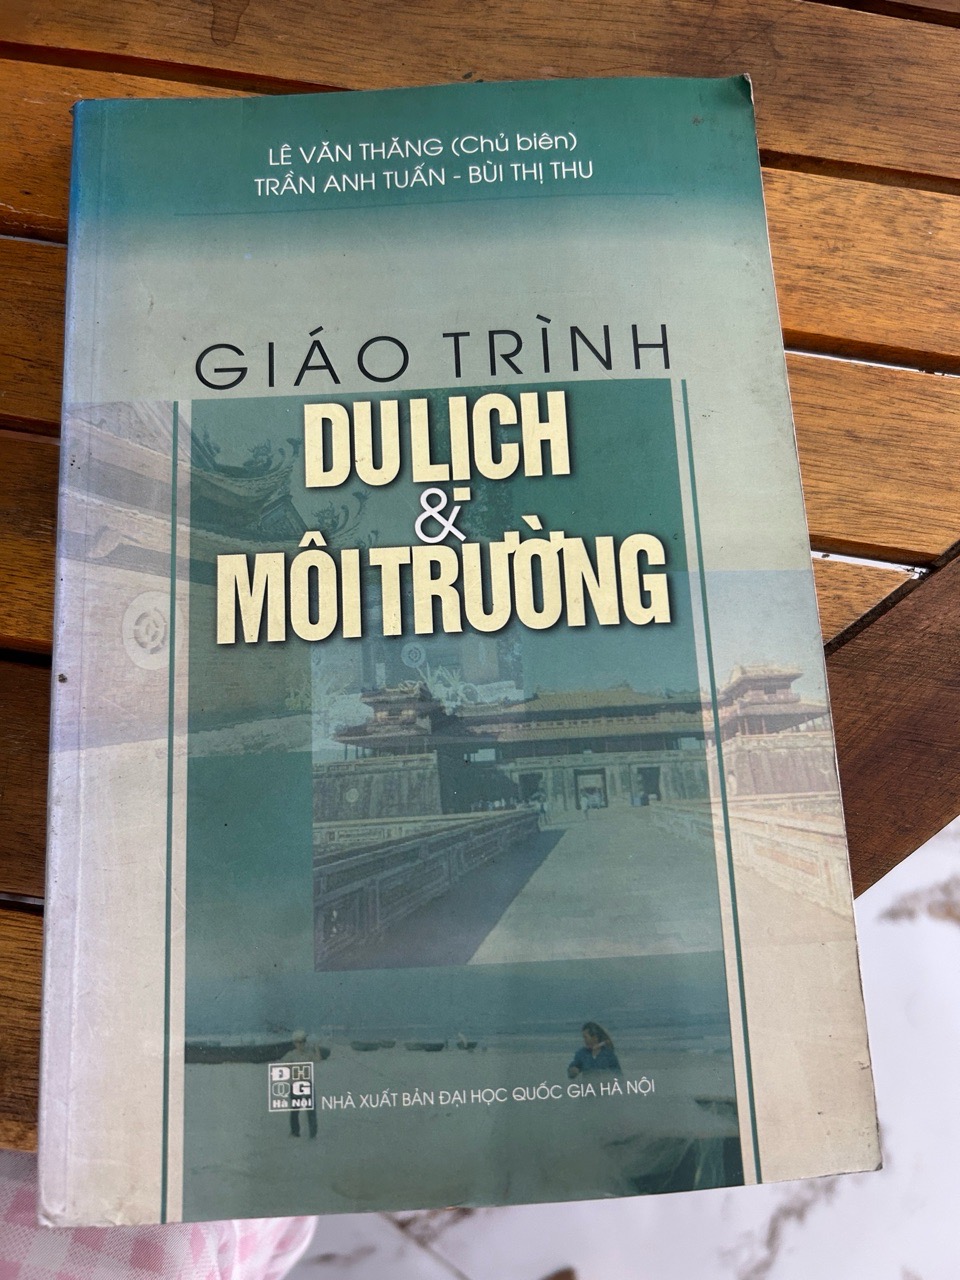 LÊ VĂN THĂNG (Chủ biên)
TRẦN ANH TUẤN - BÙI THỊ THU
GIÁO TRÌNH
DU LỊCH
&
MÔI TRƯỜNG
ĐH
QG
Hà Nội
NHÀ XUẤT BẢN ĐẠI HỌC QUỐC GIA HÀ NỘI